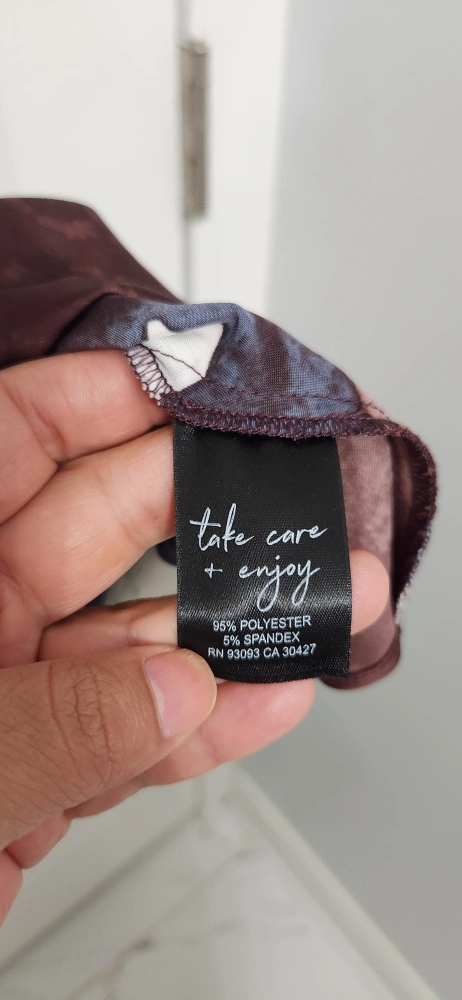 take care
+ enjoy
95% POLYESTER
5% SPANDEX
RN 93093 CA 30427